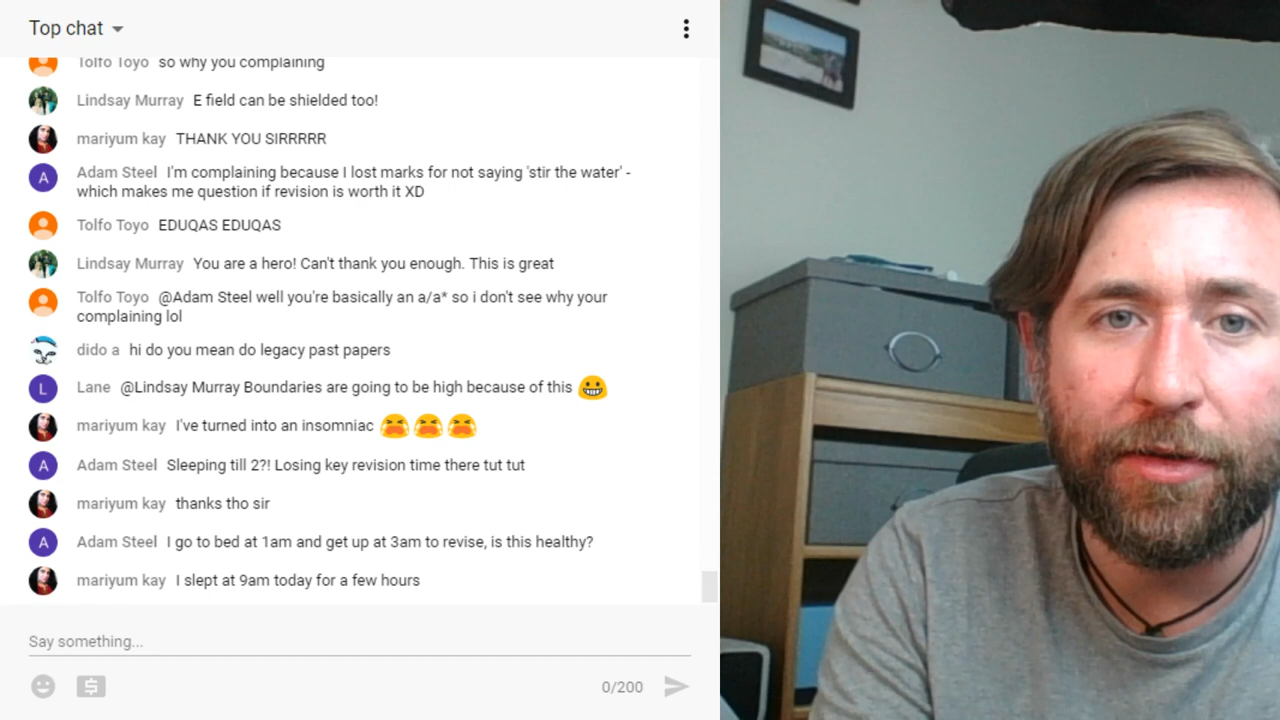 Top chat
Tolfo Toyo so why you complaining
Lindsay Murray E field can be shielded too!
mariyum kay THANK YOU SIRRRRR
Adam Steel I'm complaining because I lost marks for not saying 'stir the water' -
which makes me question if revision is worth it XD
Tolfo Toyo EDUQAS EDUQAS
Lindsay Murray You are a hero! Can't thank you enough. This is great
Tolfo Toyo @Adam Steel well you're basically an a/a* so i don't see why your
complaining lol
dido a hi do you mean do legacy past papers
Lane @Lindsay Murray Boundaries are going to be high because of this 😀
mariyum kay I've turned into an insomniac 😫😫😫
Adam Steel Sleeping till 2?! Losing key revision time there tut tut
mariyum kay thanks tho sir
Adam Steel I go to bed at 1am and get up at 3am to revise, is this healthy?
mariyum kay I slept at 9am today for a few hours
Say something...
0/200